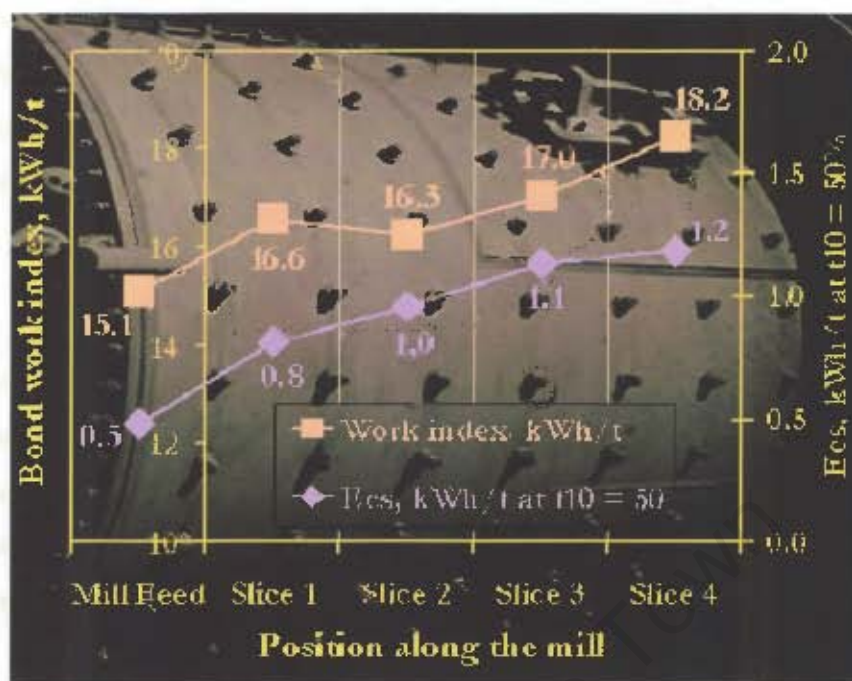 Bond work index, kWh/t
18
16
14
12
2.0
1.5
1.0
0.5
0.0
Ecs, kWh/t at t10 = 50%
15.1
16.6
16.3
17.0
18.2
0.5
0.8
1.0
1.1
1.2
Work index, kWh/t
Ecs, kWh/t at t10 = 50
Mill Feed Slice 1 Slice 2 Slice 3 Slice 4
Position along the mill
Town